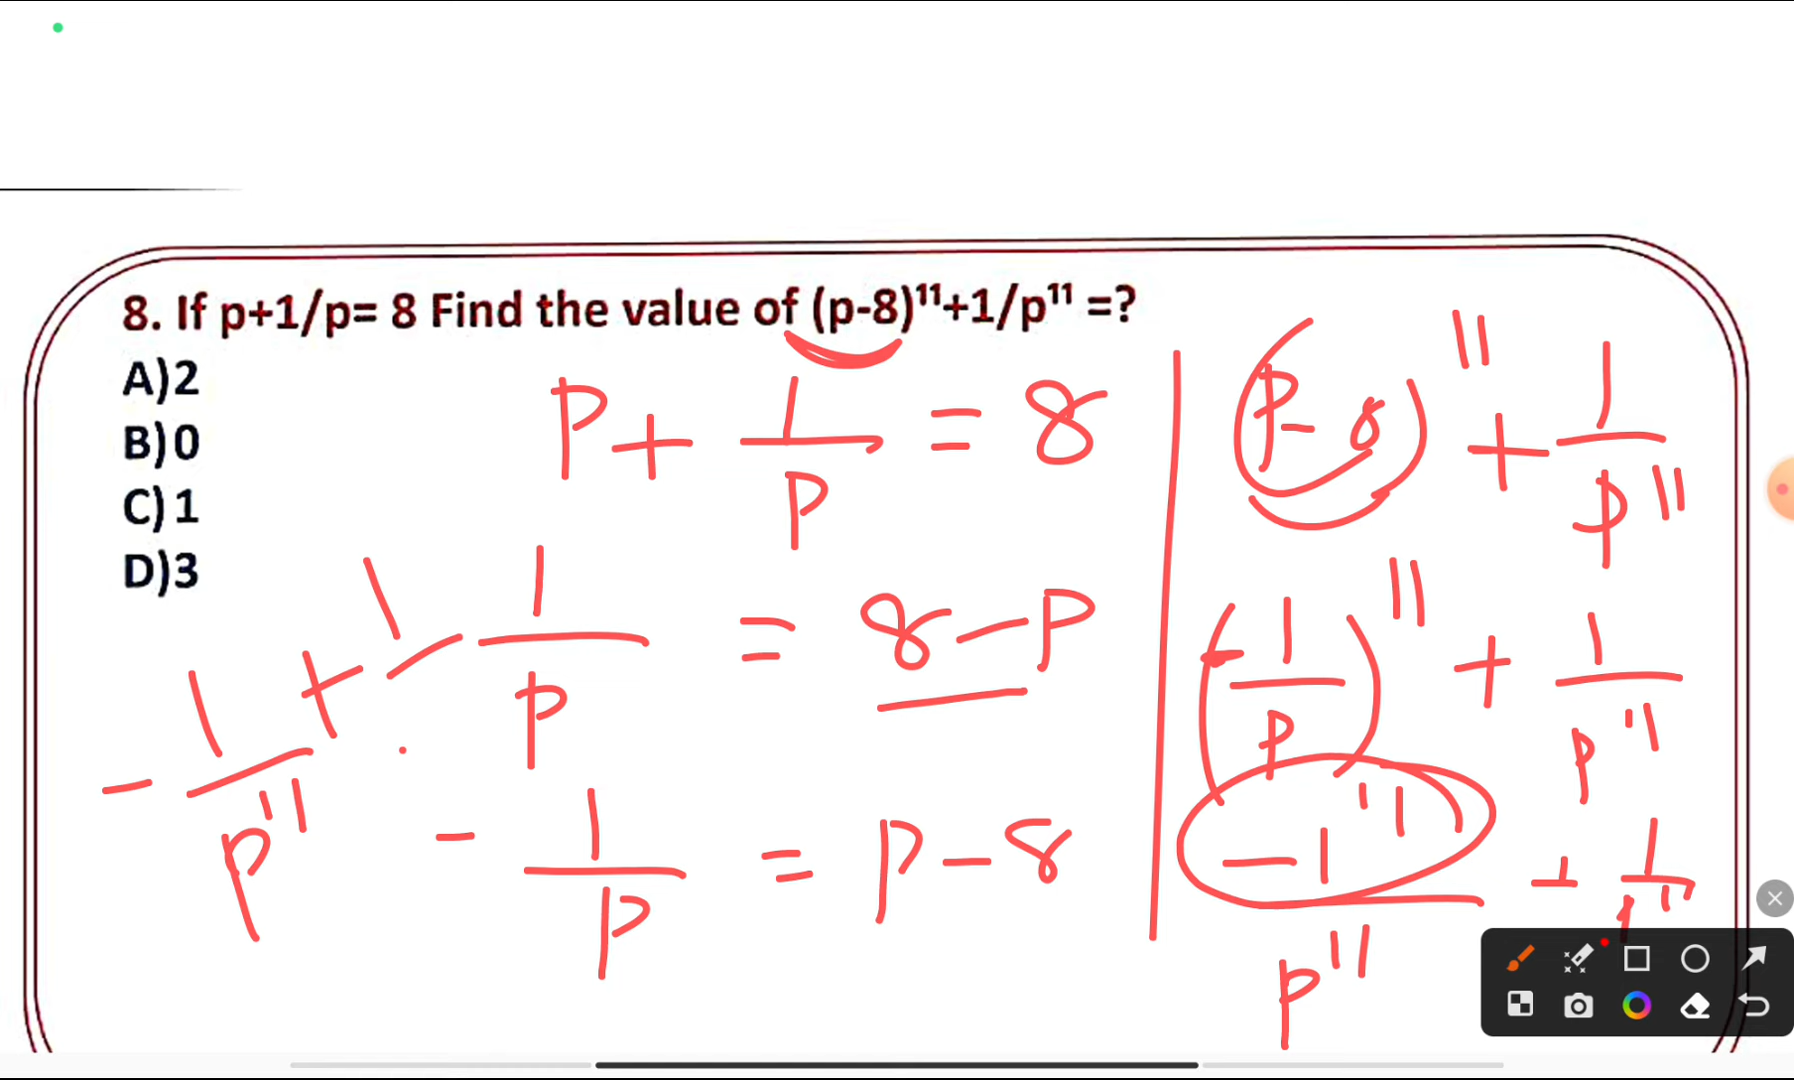 8. If p+1/p= 8 Find the value of (p-8)¹¹+1/p¹¹ =?
A)2
B)0
C)1
D)3
p + 1/p = 8
1/p = 8 - p
- 1/p = p - 8
- 1/p¹¹ + 1
(p - 8)¹¹ + 1/p¹¹
(- 1/p)¹¹ + 1/p¹¹
-1¹¹/p¹¹ + 1/p¹¹